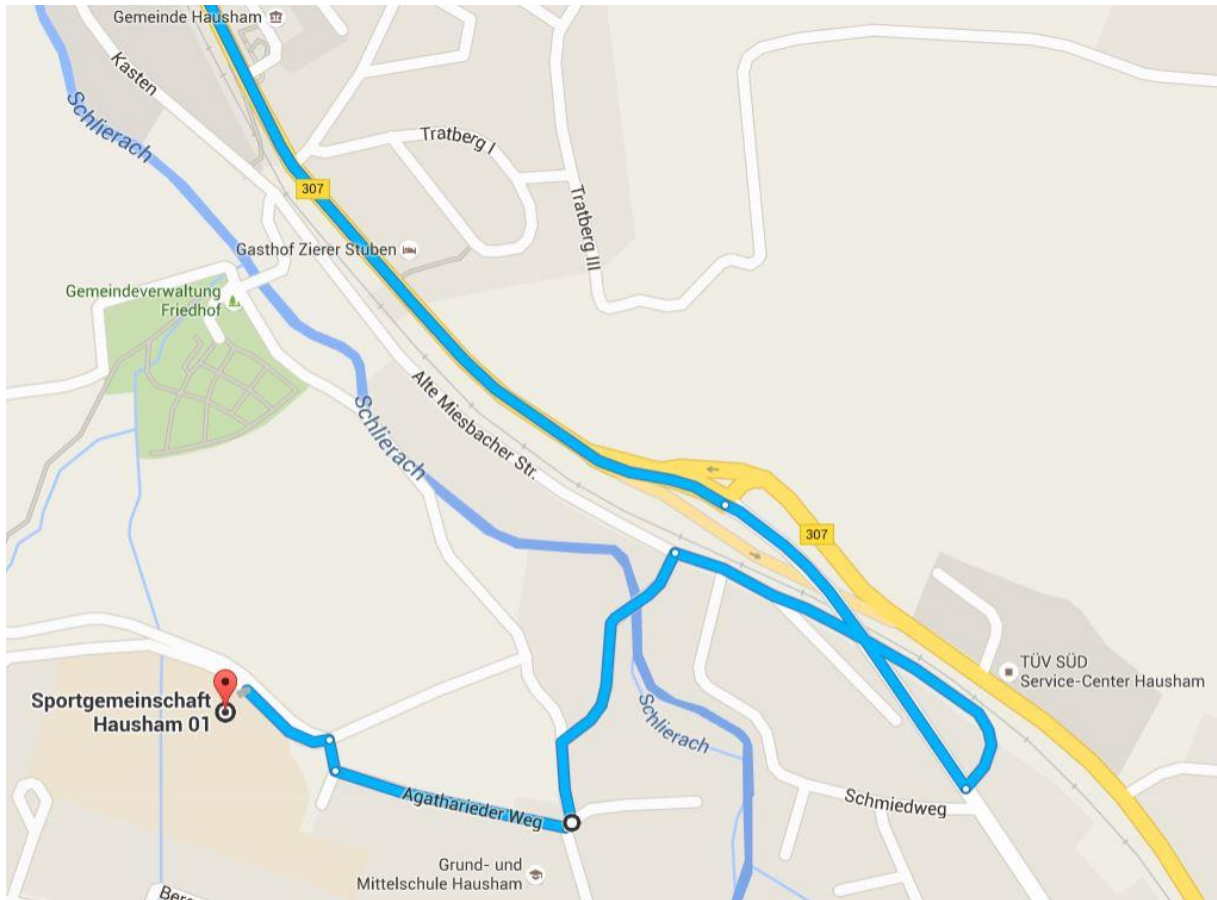 Gemeinde Hausham
Kasten
Schlierach
Tratberg I
307
Tratberg III
Gasthof Zierer Stuben
Gemeindeverwaltung
Friedhof
Alte Miesbacher Str.
Schlierach
307
TÜV SÜD
Service-Center Hausham
Sportgemeinschaft
Hausham 01
Schlierach
Agatharieder Weg
Schmiedweg
Grund- und
Mittelschule Hausham